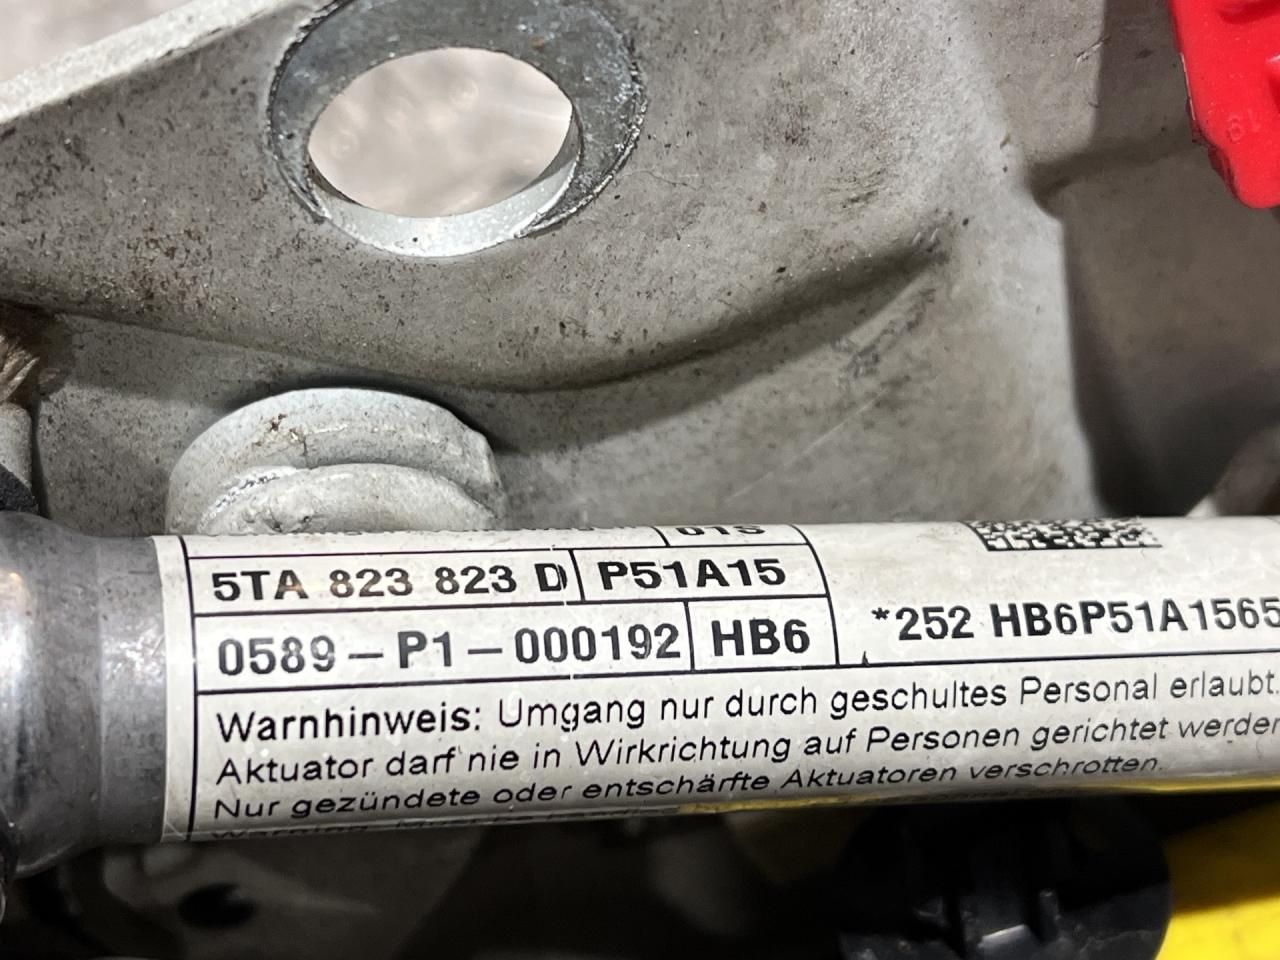 01S
5TA 823 823 D P51A15
0589-P1-000192 HB6
*252 HB6P51A1565
Warnhinweis: Umgang nur durch geschultes Personal erlaubt.
Aktuator darf nie in Wirkrichtung auf Personen gerichtet werden
Nur gezündete oder entschärfte Aktuatoren verschrotten.